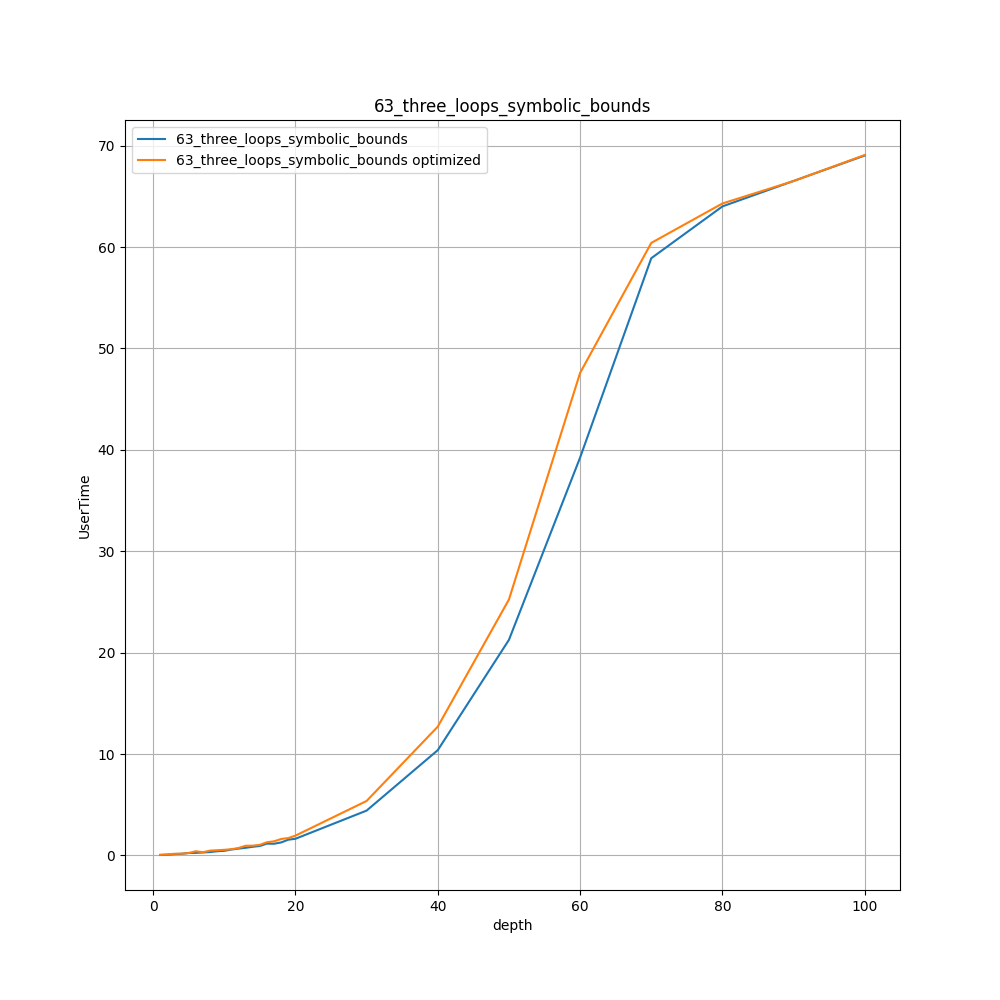 63_three_loops_symbolic_bounds
63_three_loops_symbolic_bounds
63_three_loops_symbolic_bounds optimized
70
60
50
40
30
20
10
0
UserTime
0 20 40 60 80 100
depth